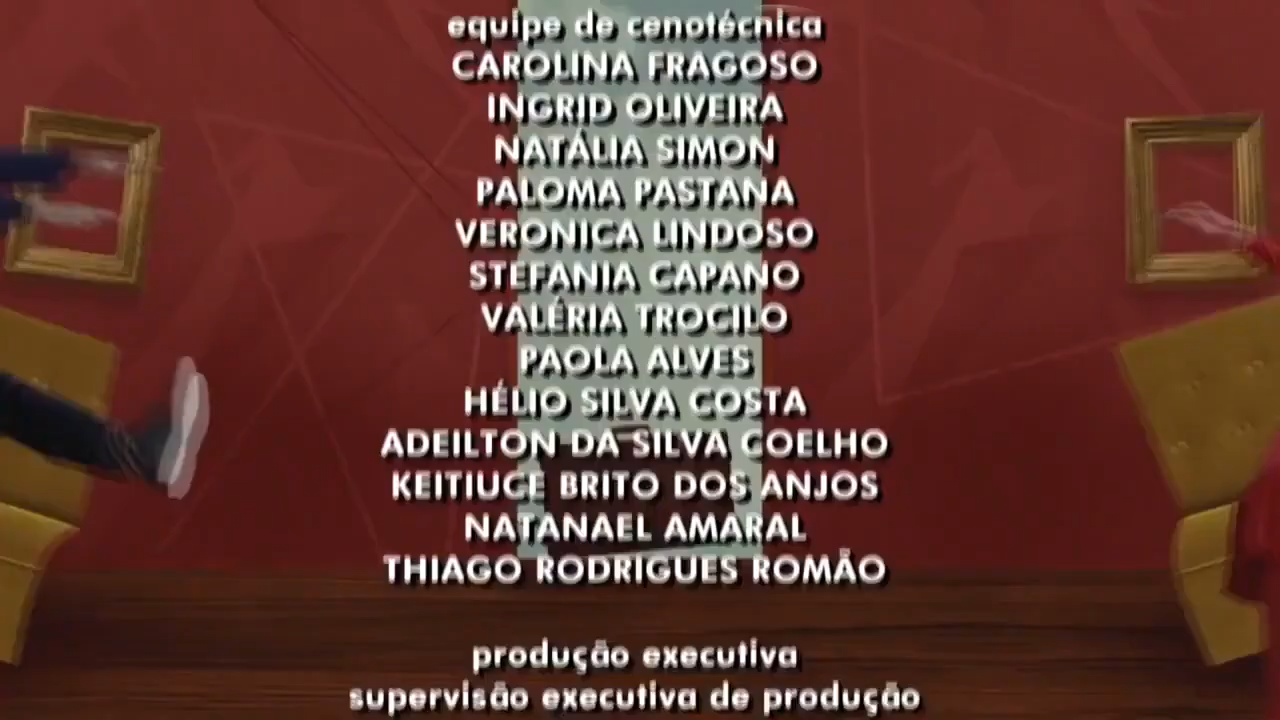 equipe de cenotécnica
CAROLINA FRAGOSO
INGRID OLIVEIRA
NATÁLIA SIMON
PALOMA PASTANA
VERONICA LINDOSO
STEFANIA CAPANO
VALÉRIA TROCILO
PAOLA ALVES
HÉLIO SILVA COSTA
ADEILTON DA SILVA COELHO
KEITIUCE BRITO DOS ANJOS
NATANAEL AMARAL
THIAGO RODRIGUES ROMÃO
produção executiva
supervisão executiva de produção